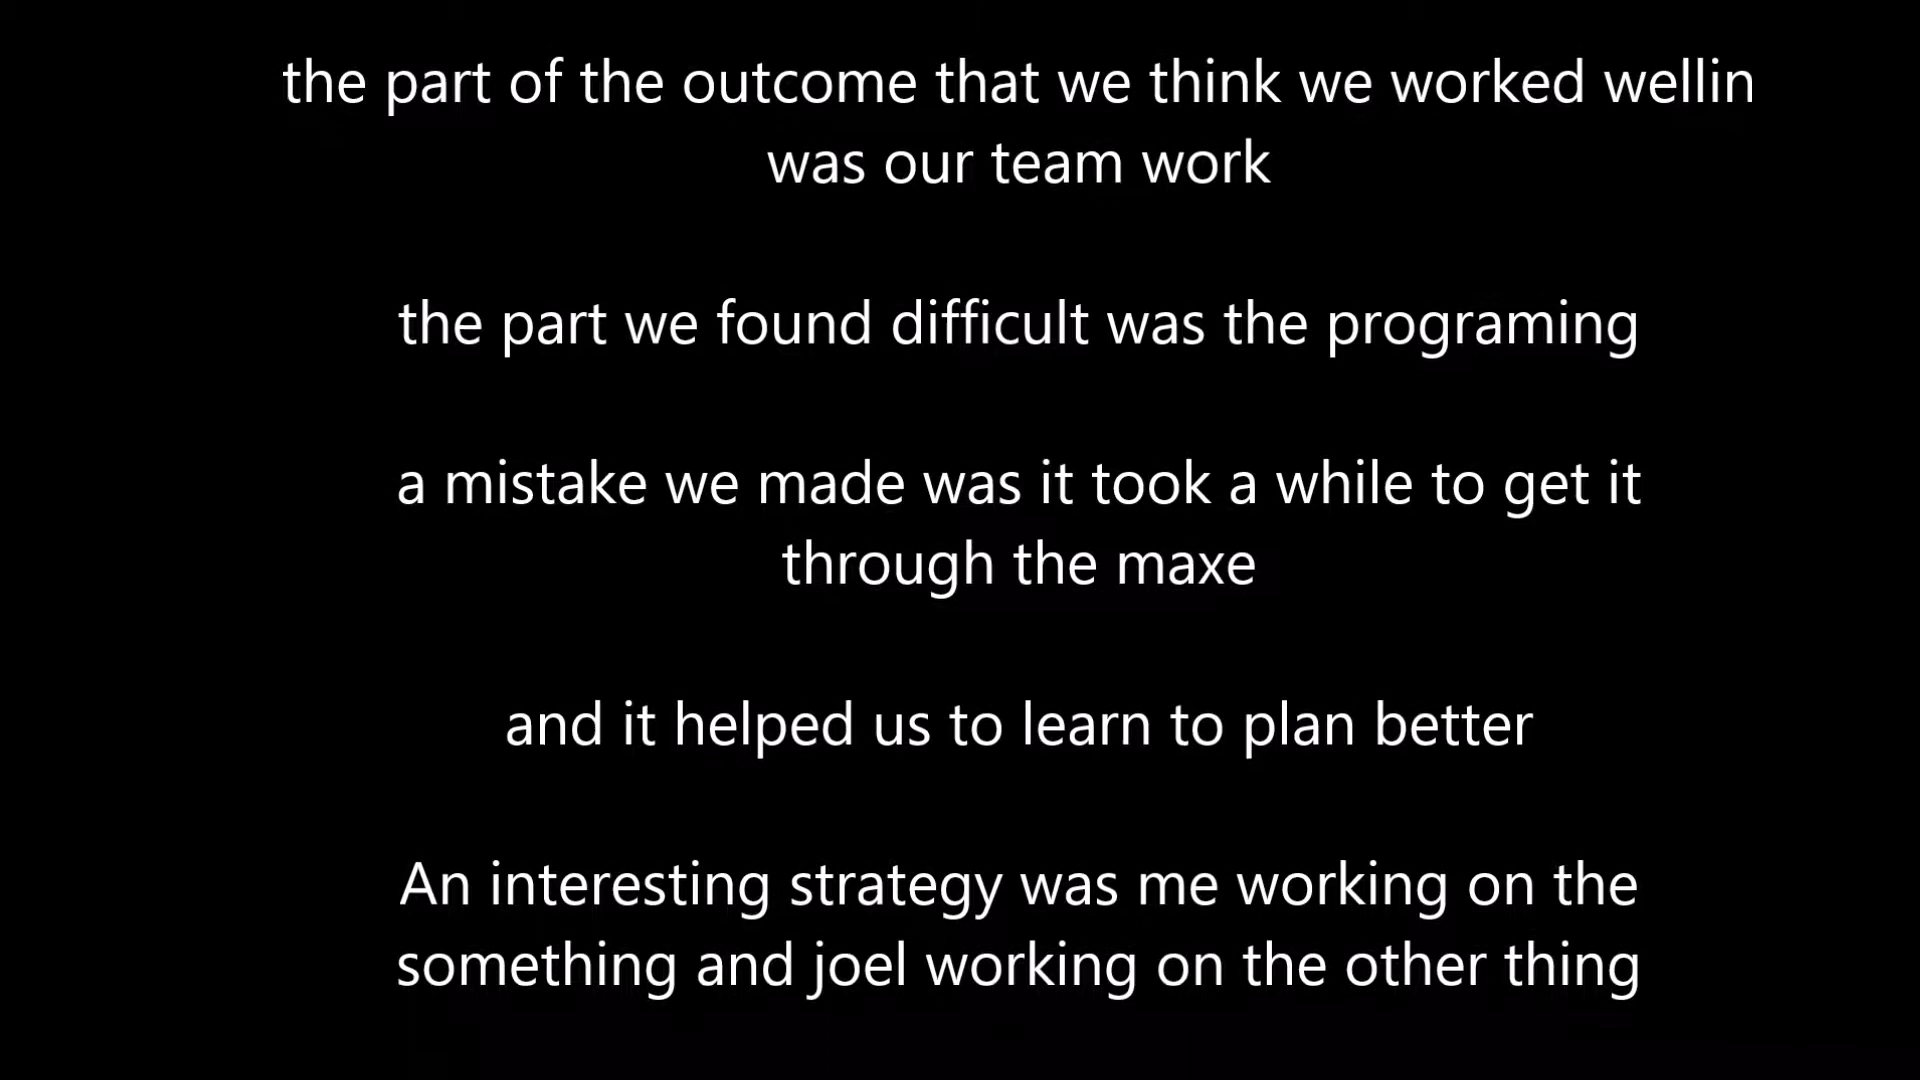 the part of the outcome that we think we worked wellin
was our team work
the part we found difficult was the programing
a mistake we made was it took a while to get it
through the maxe
and it helped us to learn to plan better
An interesting strategy was me working on the
something and joel working on the other thing